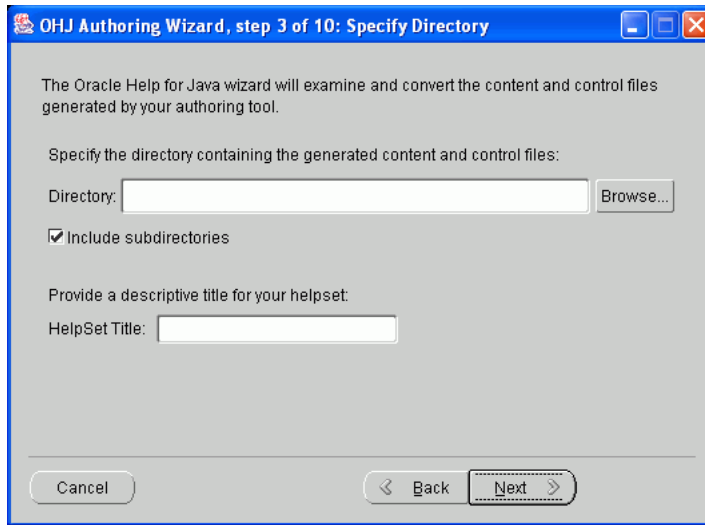 OHJ Authoring Wizard, step 3 of 10: Specify Directory
The Oracle Help for Java wizard will examine and convert the content and control files
generated by your authoring tool.
Specify the directory containing the generated content and control files:
Directory: Browse...
Include subdirectories
Provide a descriptive title for your helpset:
HelpSet Title:
Cancel Back Next